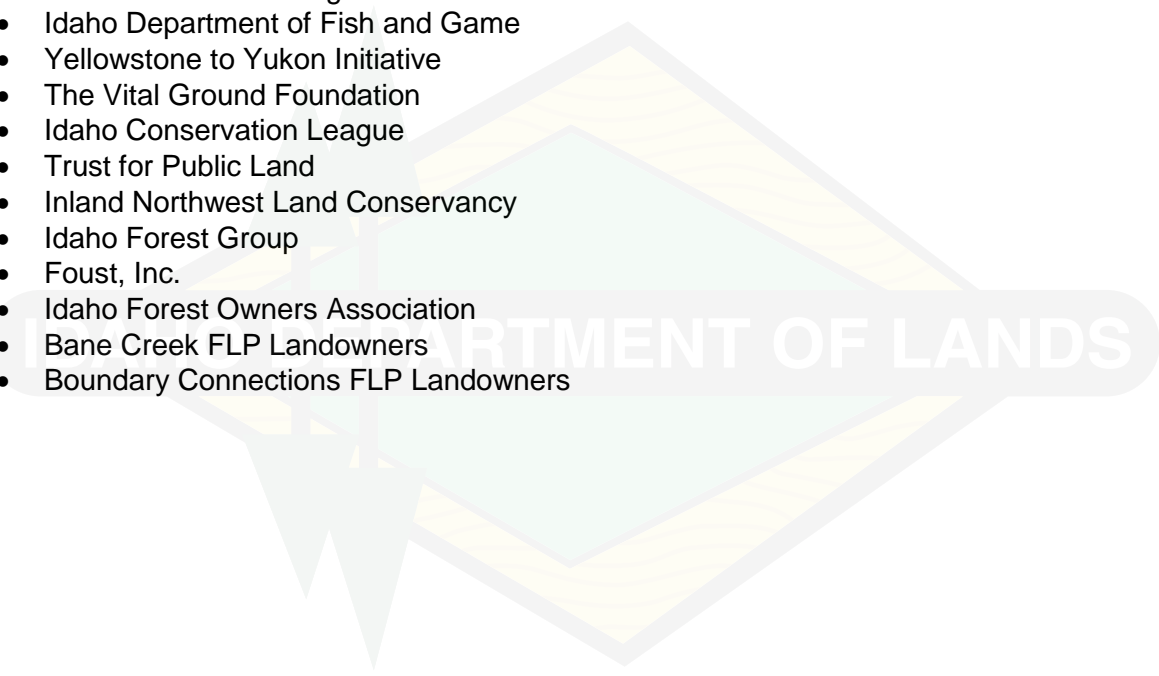 • Idaho Department of Fish and Game
• Yellowstone to Yukon Initiative
• The Vital Ground Foundation
• Idaho Conservation League
• Trust for Public Land
• Inland Northwest Land Conservancy
• Idaho Forest Group
• Foust, Inc.
• Idaho Forest Owners Association
• Bane Creek FLP Landowners
• Boundary Connections FLP Landowners
IDAHO DEPARTMENT OF LANDS